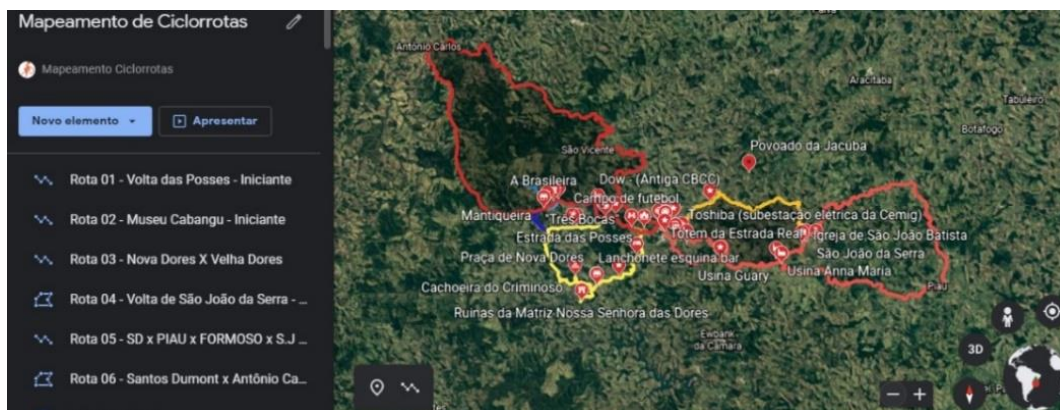 Mapeamento de Ciclorrotas
Mapeamento Ciclorrotas
Novo elemento
Apresentar
Rota 01 - Volta das Posses - Iniciante
Rota 02 - Museu Cabangu - Iniciante
Rota 03 - Nova Dores X Velha Dores
Rota 04 - Volta de São João da Serra - ...
Rota 05 - SD x PIAU x FORMOSO x S.J ...
Rota 06 - Santos Dumont x Antônio Ca...
Antônio Carlos
Aracitaba
Tabuleiro
Botafogo
São Vicente
Povoado da Jacuba
A Brasileira
Dow - (Antiga CBCC)
Campo de futebol
Mantiqueira
"Três Bocas"
Toshiba (subestação elétrica da Cemig)
Totem da Estrada Real
Igreja de São João Batista
Estrada das Posses
São João da Serra
Praça de Nova Dores
Lanchonete esquina bar
Usina Guary
Usina Anna Maria
Cachoeira do Criminoso
Piau
Ruínas da Matriz Nossa Senhora das Dores
Ewbank
da Câmara
3D